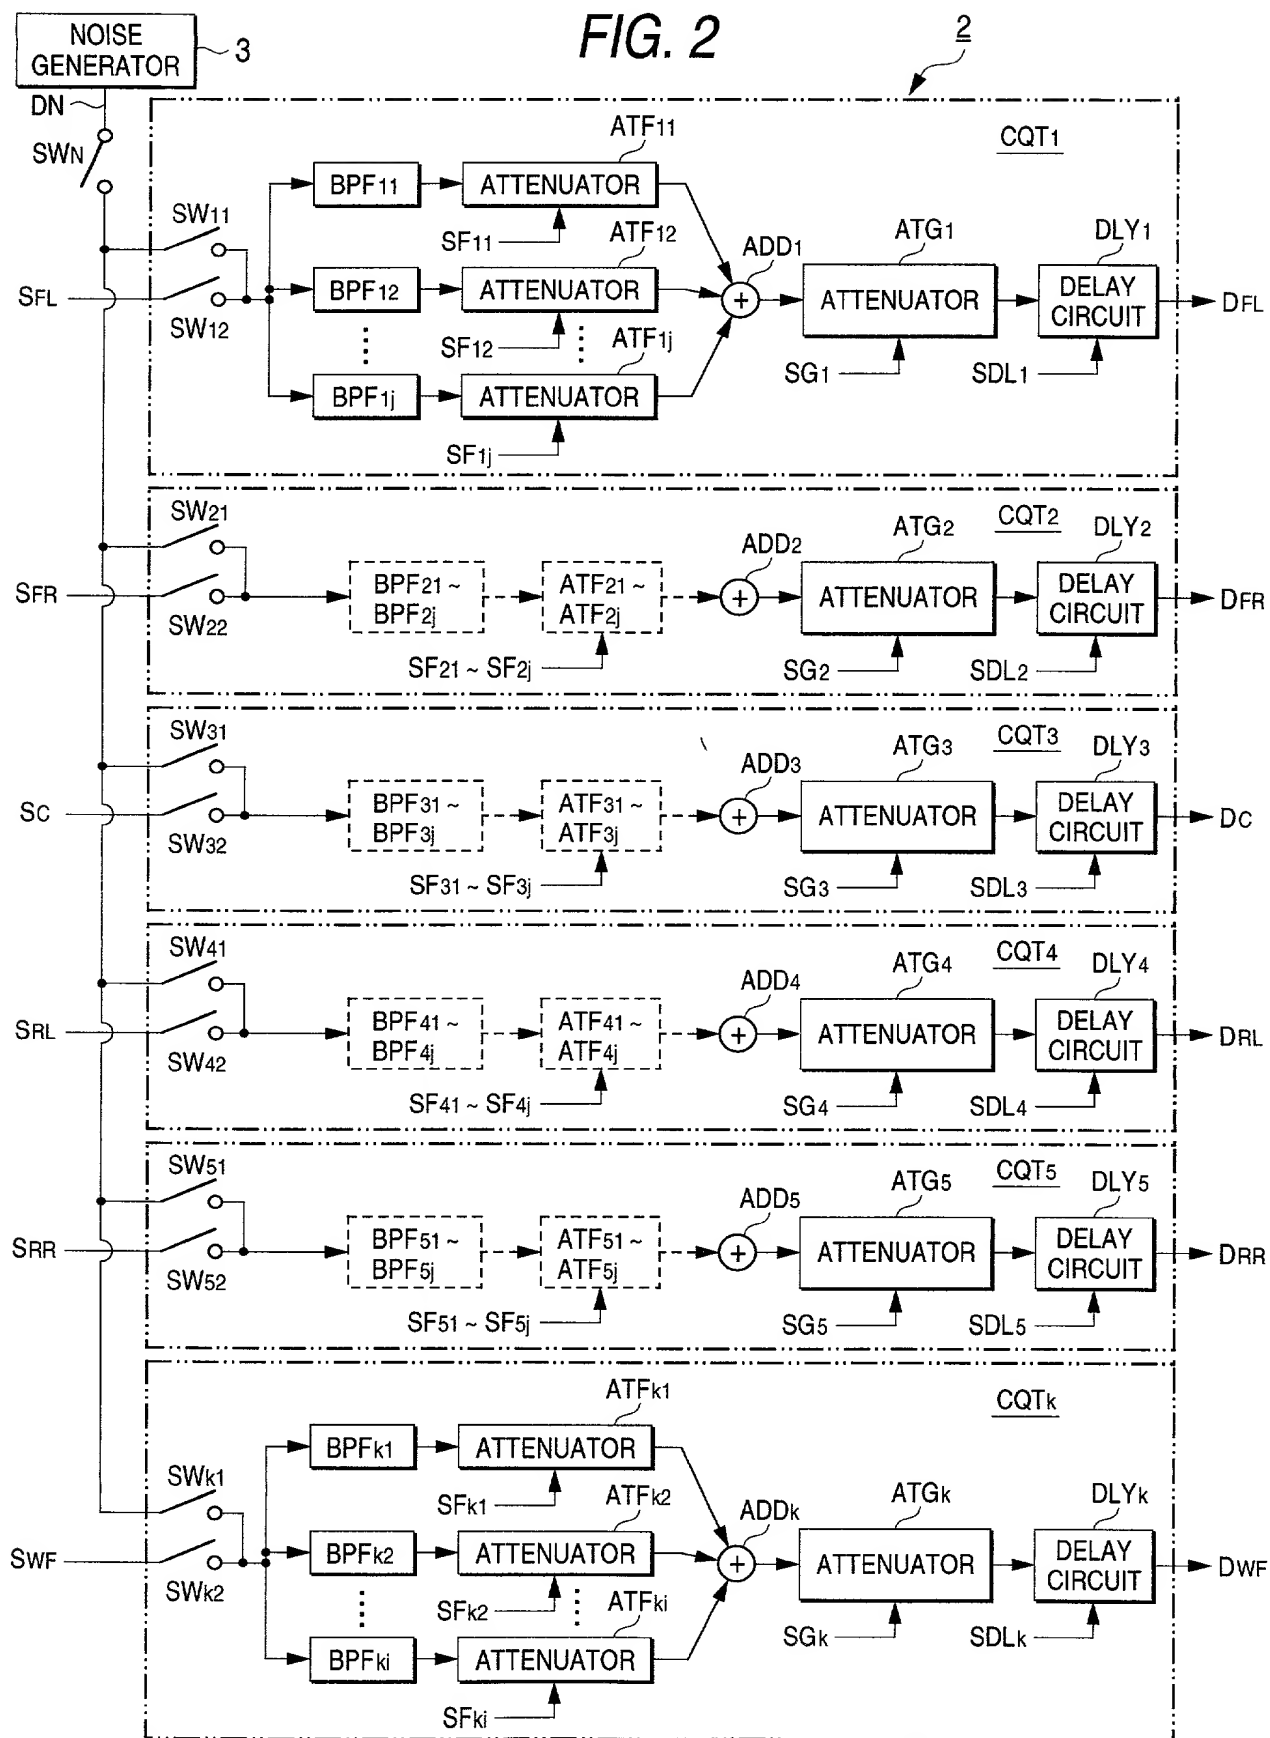 FIG. 2
2
NOISE
GENERATOR
3
DN
SWN
CQT1
ATF11
BPF11
ATTENUATOR
SF11
SW11
SFL
SW12
ATF12
BPF12
ATTENUATOR
SF12
ATF1j
BPF1j
ATTENUATOR
SF1j
ADD1
ATG1
ATTENUATOR
SG1
DLY1
DELAY
CIRCUIT
SDL1
DFL
CQT2
SW21
SFR
SW22
BPF21 ~
BPF2j
ATF21 ~
ATF2j
SF21 ~ SF2j
ADD2
ATG2
ATTENUATOR
SG2
DLY2
DELAY
CIRCUIT
SDL2
DFR
CQT3
SW31
SC
SW32
BPF31 ~
BPF3j
ATF31 ~
ATF3j
SF31 ~ SF3j
ADD3
ATG3
ATTENUATOR
SG3
DLY3
DELAY
CIRCUIT
SDL3
DC
CQT4
SW41
SRL
SW42
BPF41 ~
BPF4j
ATF41 ~
ATF4j
SF41 ~ SF4j
ADD4
ATG4
ATTENUATOR
SG4
DLY4
DELAY
CIRCUIT
SDL4
DRL
CQT5
SW51
SRR
SW52
BPF51 ~
BPF5j
ATF51 ~
ATF5j
SF51 ~ SF5j
ADD5
ATG5
ATTENUATOR
SG5
DLY5
DELAY
CIRCUIT
SDL5
DRR
CQTk
ATFk1
BPFk1
ATTENUATOR
SFk1
SWk1
SWF
SWk2
ATFk2
BPFk2
ATTENUATOR
SFk2
ATFki
BPFki
ATTENUATOR
SFki
ADDk
ATGk
ATTENUATOR
SGk
DLYk
DELAY
CIRCUIT
SDLk
DWF